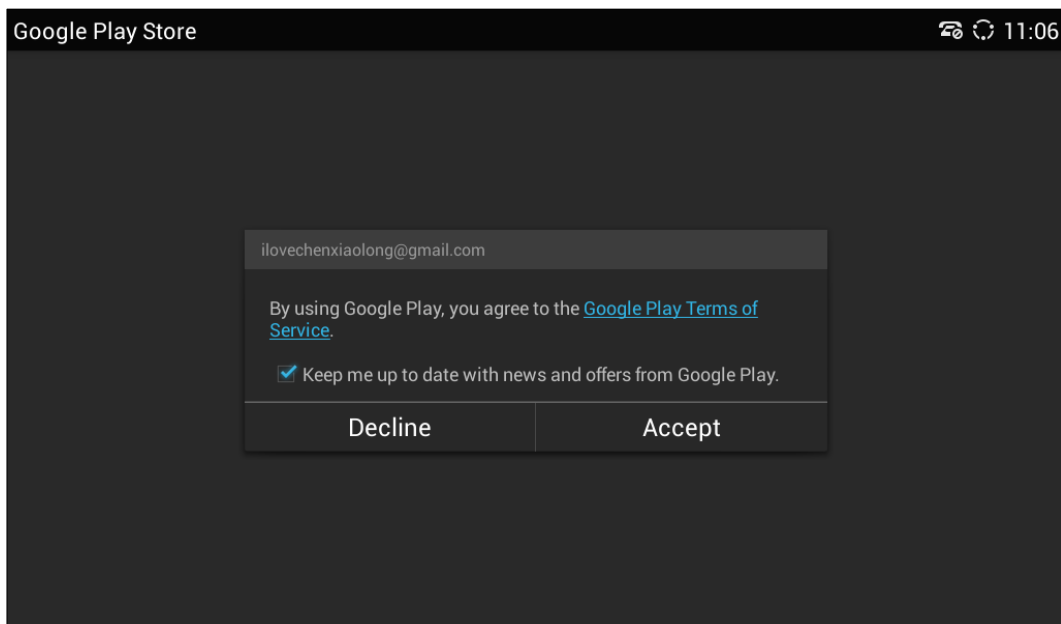 Google Play Store 11:06
ilovechenxiaolong@gmail.com
By using Google Play, you agree to the Google Play Terms of
Service.
Keep me up to date with news and offers from Google Play.
Decline Accept